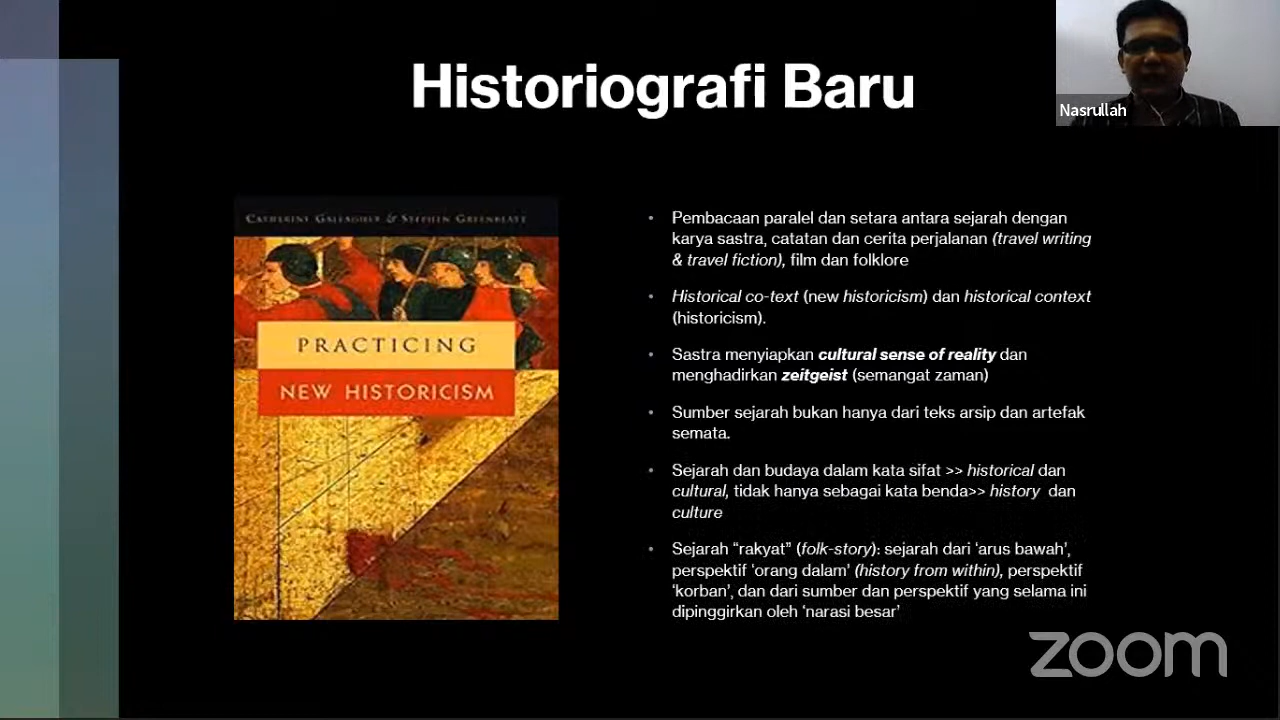 Historiografi Baru
Nasrullah
CATHERINE GALLAGHER & STEPHEN GREENBLATT
PRACTICING
NEW HISTORICISM
• Pembacaan paralel dan setara antara sejarah dengan
karya sastra, catatan dan cerita perjalanan (travel writing
& travel fiction), film dan folklore
• Historical co-text (new historicism) dan historical context
(historicism).
• Sastra menyiapkan cultural sense of reality dan
menghadirkan zeitgeist (semangat zaman)
• Sumber sejarah bukan hanya dari teks arsip dan artefak
semata.
• Sejarah dan budaya dalam kata sifat >> historical dan
cultural, tidak hanya sebagai kata benda>> history dan
culture
• Sejarah “rakyat” (folk-story): sejarah dari ‘arus bawah’,
perspektif ‘orang dalam’ (history from within), perspektif
‘korban’, dan dari sumber dan perspektif yang selama ini
dipinggirkan oleh ‘narasi besar’
zoom